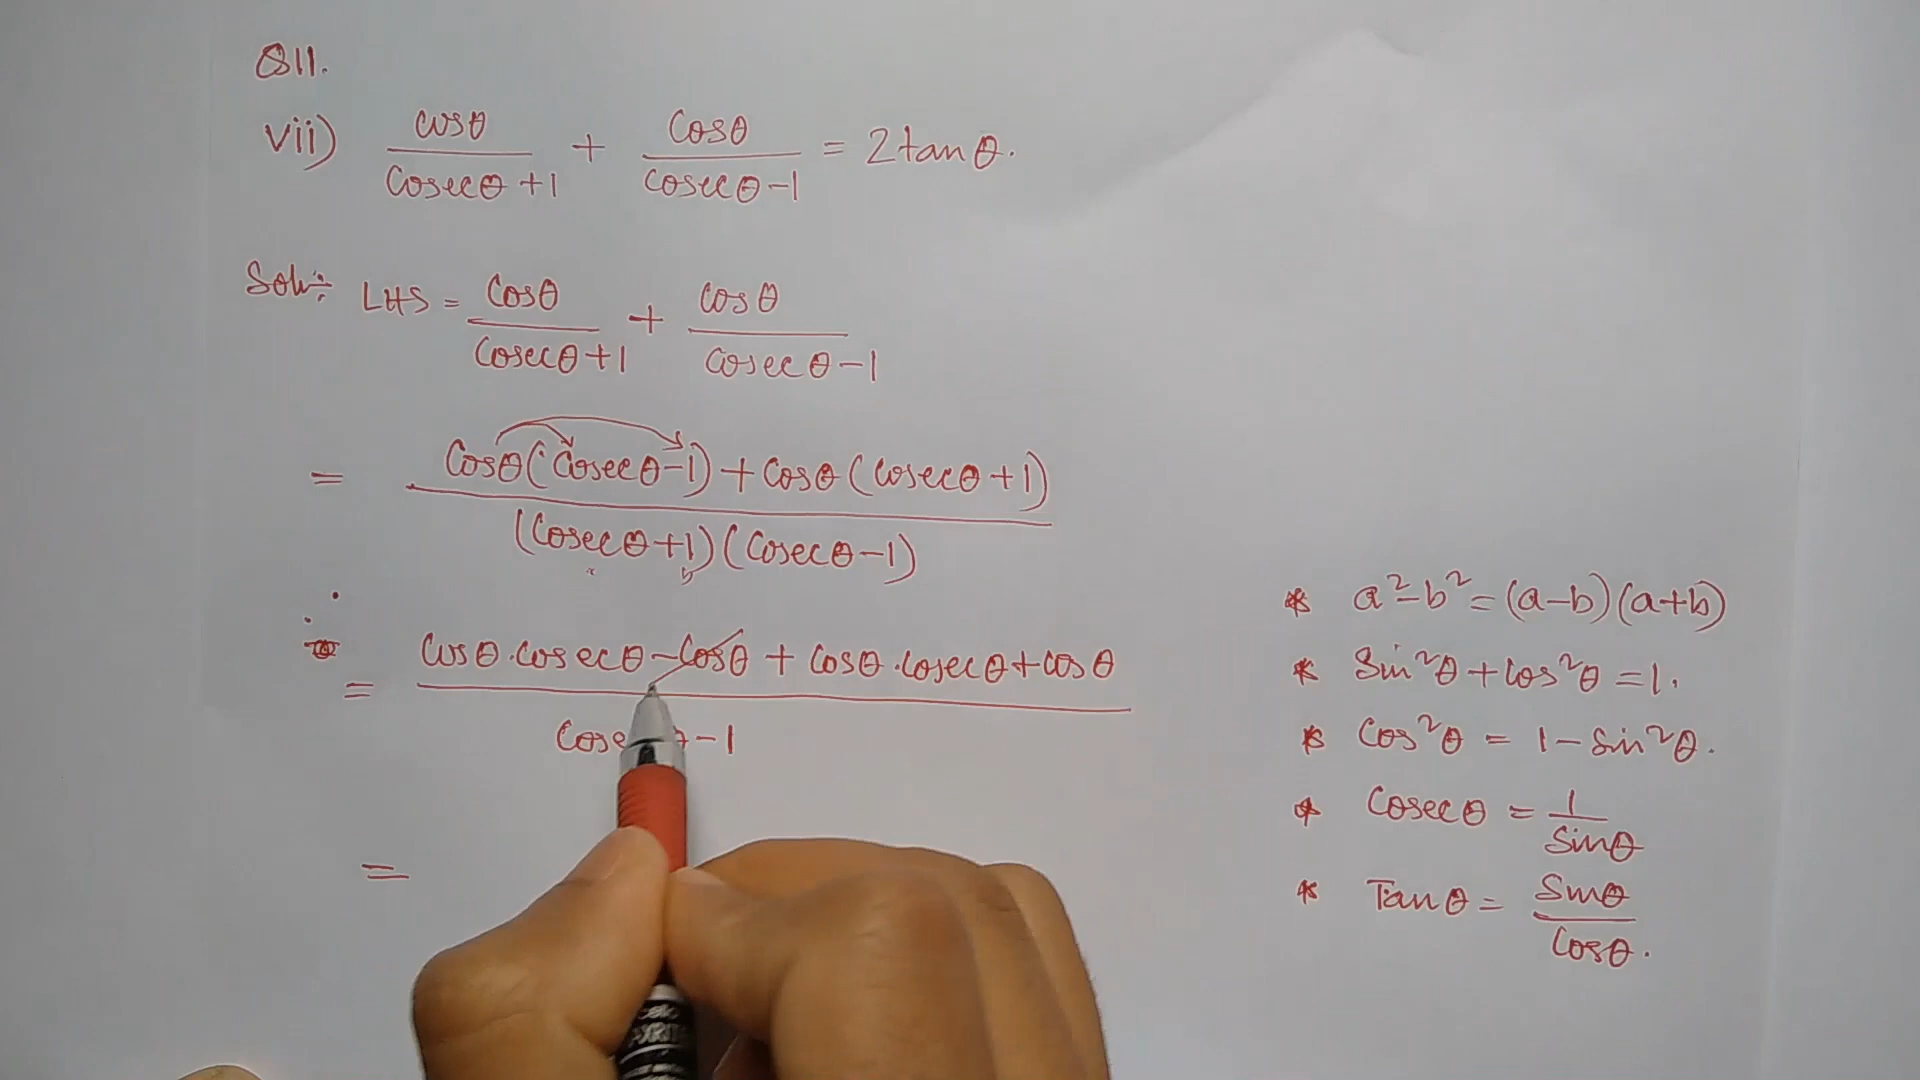 Q11.
vii) cosθ/(cosecθ+1) + cosθ/(cosecθ-1) = 2tanθ.
Soln: LHS = cosθ/(cosecθ+1) + cosθ/(cosecθ-1)
= (cosθ(cosecθ-1)+cosθ(cosecθ+1))/((cosecθ+1)(cosecθ-1))
= (cosθ.cosecθ-cosθ+cosθ.cosecθ+cosθ)/
-1
=
* a²-b²=(a-b)(a+b)
* Sin²θ+cos²θ=1.
* Cos²θ = 1-sin²θ.
* Cosecθ = 1/sinθ
* Tanθ = sinθ/cosθ.